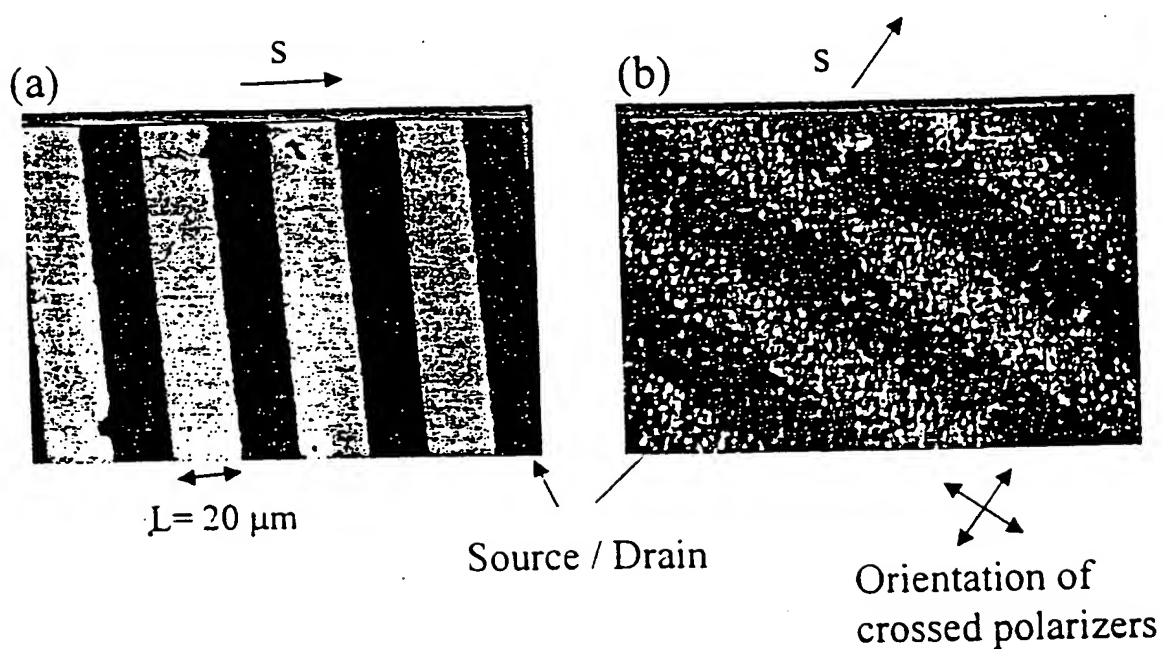 (a)
S
(b)
S
L= 20 μm
Source / Drain
Orientation of
crossed polarizers